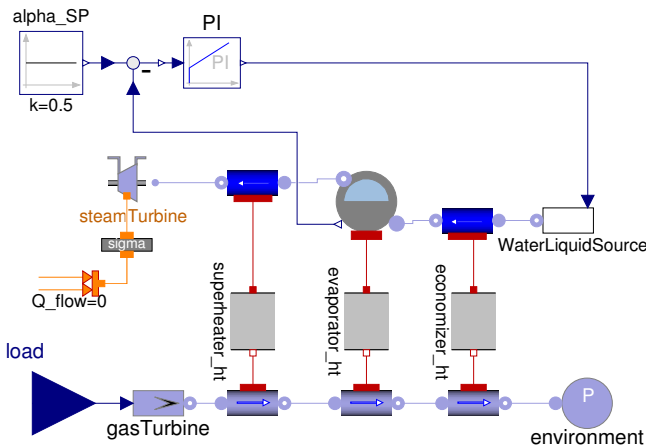 alpha_SP
PI
PI
k=0.5
steamTurbine
sigma
WaterLiquidSource
Q_flow=0
superheater_ht
evaporator_ht
economizer_ht
load
P
gasTurbine
environment